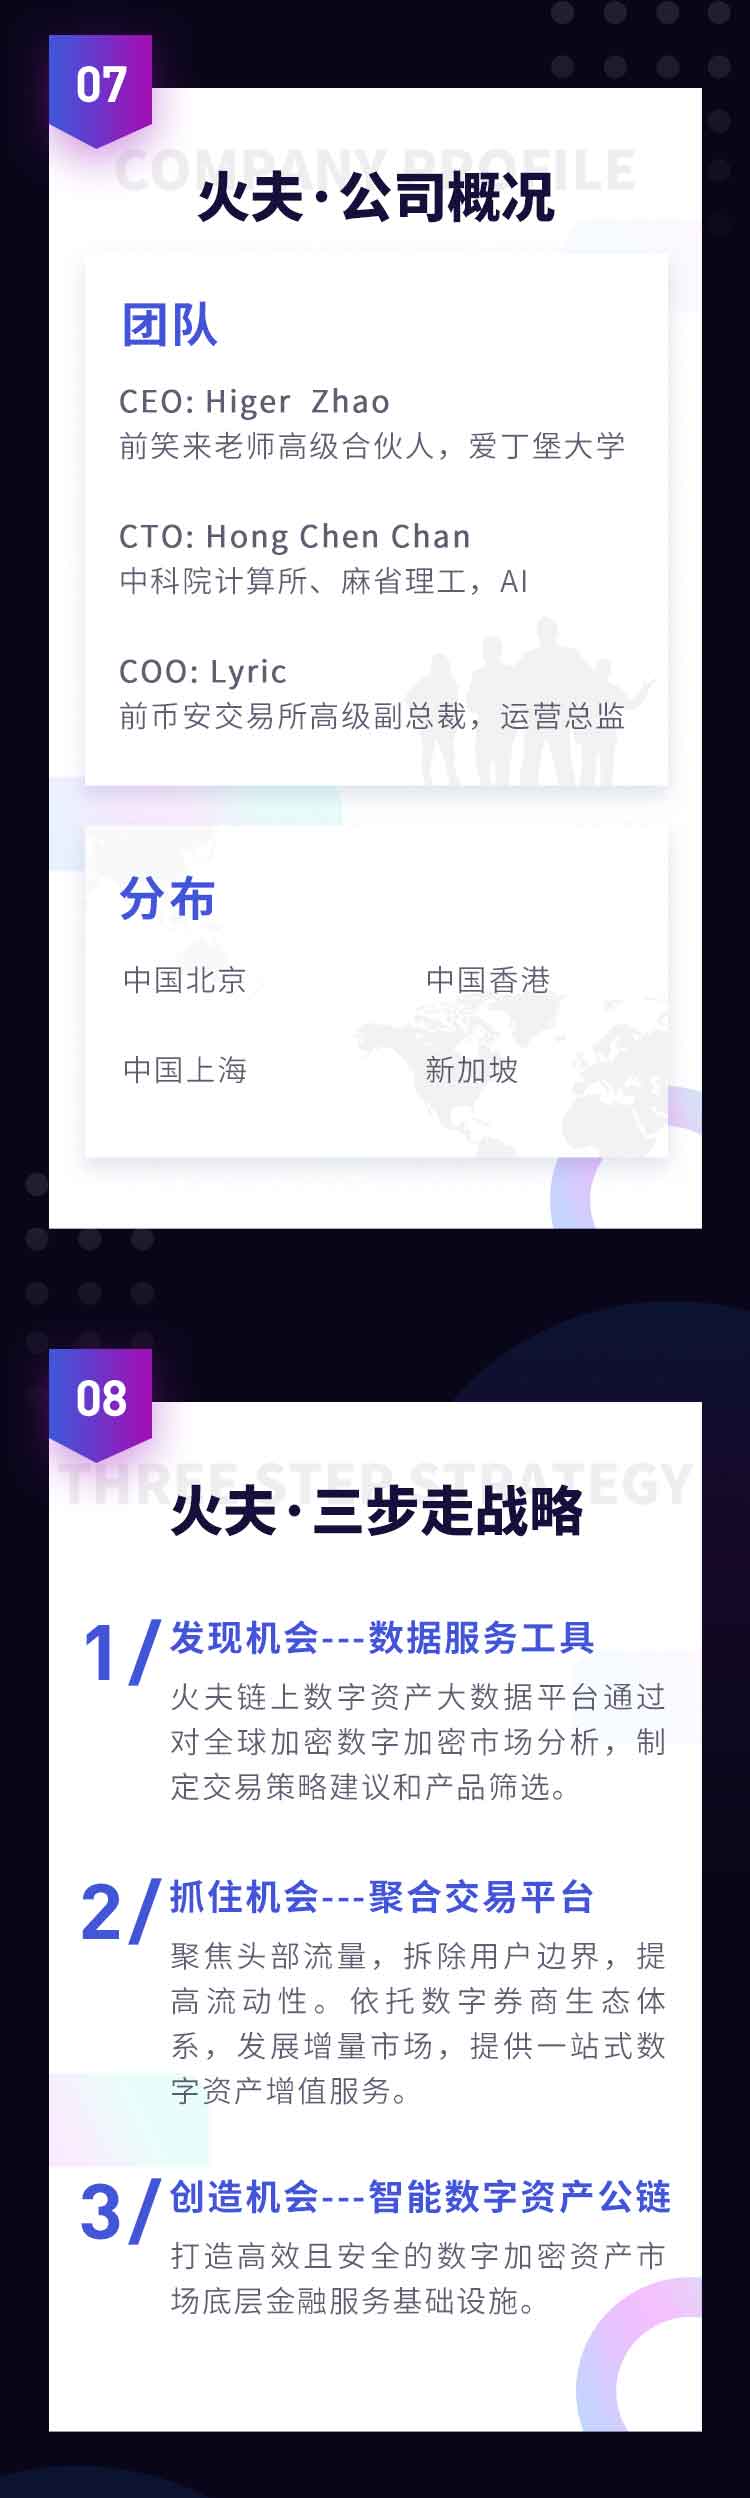 07
COMPANY PROFILE
火夫·公司概况
团队
CEO: Higer Zhao
前笑来老师高级合伙人，爱丁堡大学
CTO: Hong Chen Chan
中科院计算所、麻省理工，AI
COO: Lyric
前币安交易所高级副总裁，运营总监
分布
中国北京 中国香港
中国上海 新加坡
08
THREE STEP STRATEGY
火夫·三步走战略
1/ 发现机会---数据服务工具
火夫链上数字资产大数据平台通过
对全球加密数字加密市场分析，制
定交易策略建议和产品筛选。
2/ 抓住机会---聚合交易平台
聚焦头部流量，拆除用户边界，提
高流动性。依托数字券商生态体
系，发展增量市场，提供一站式数
字资产增值服务。
3/ 创造机会---智能数字资产公链
打造高效且安全的数字加密资产市
场底层金融服务基础设施。